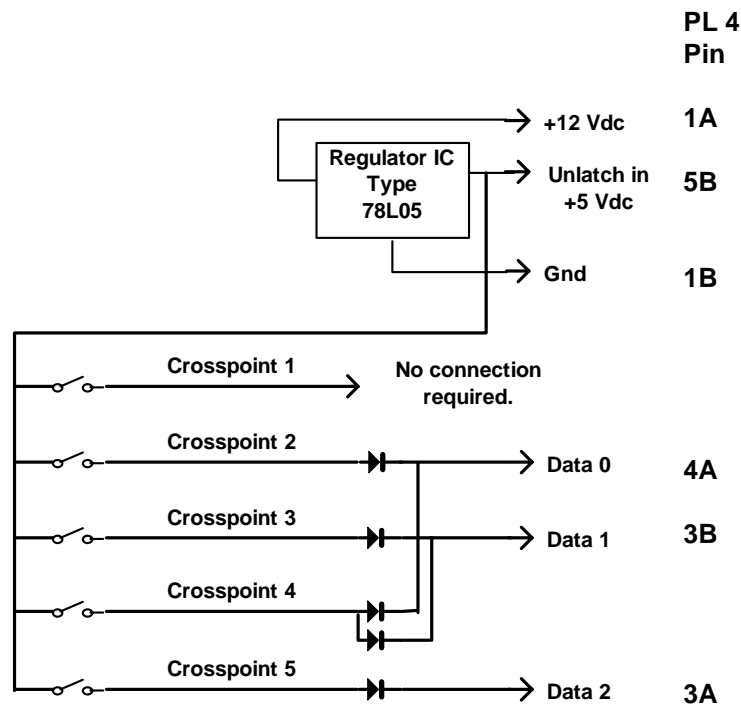 PL 4
Pin
+12 Vdc
1A
Regulator IC
Type
78L05
Unlatch in
+5 Vdc
5B
Gnd
1B
Crosspoint 1
No connection
required.
Crosspoint 2
Data 0
4A
Crosspoint 3
Data 1
3B
Crosspoint 4
Crosspoint 5
Data 2
3A